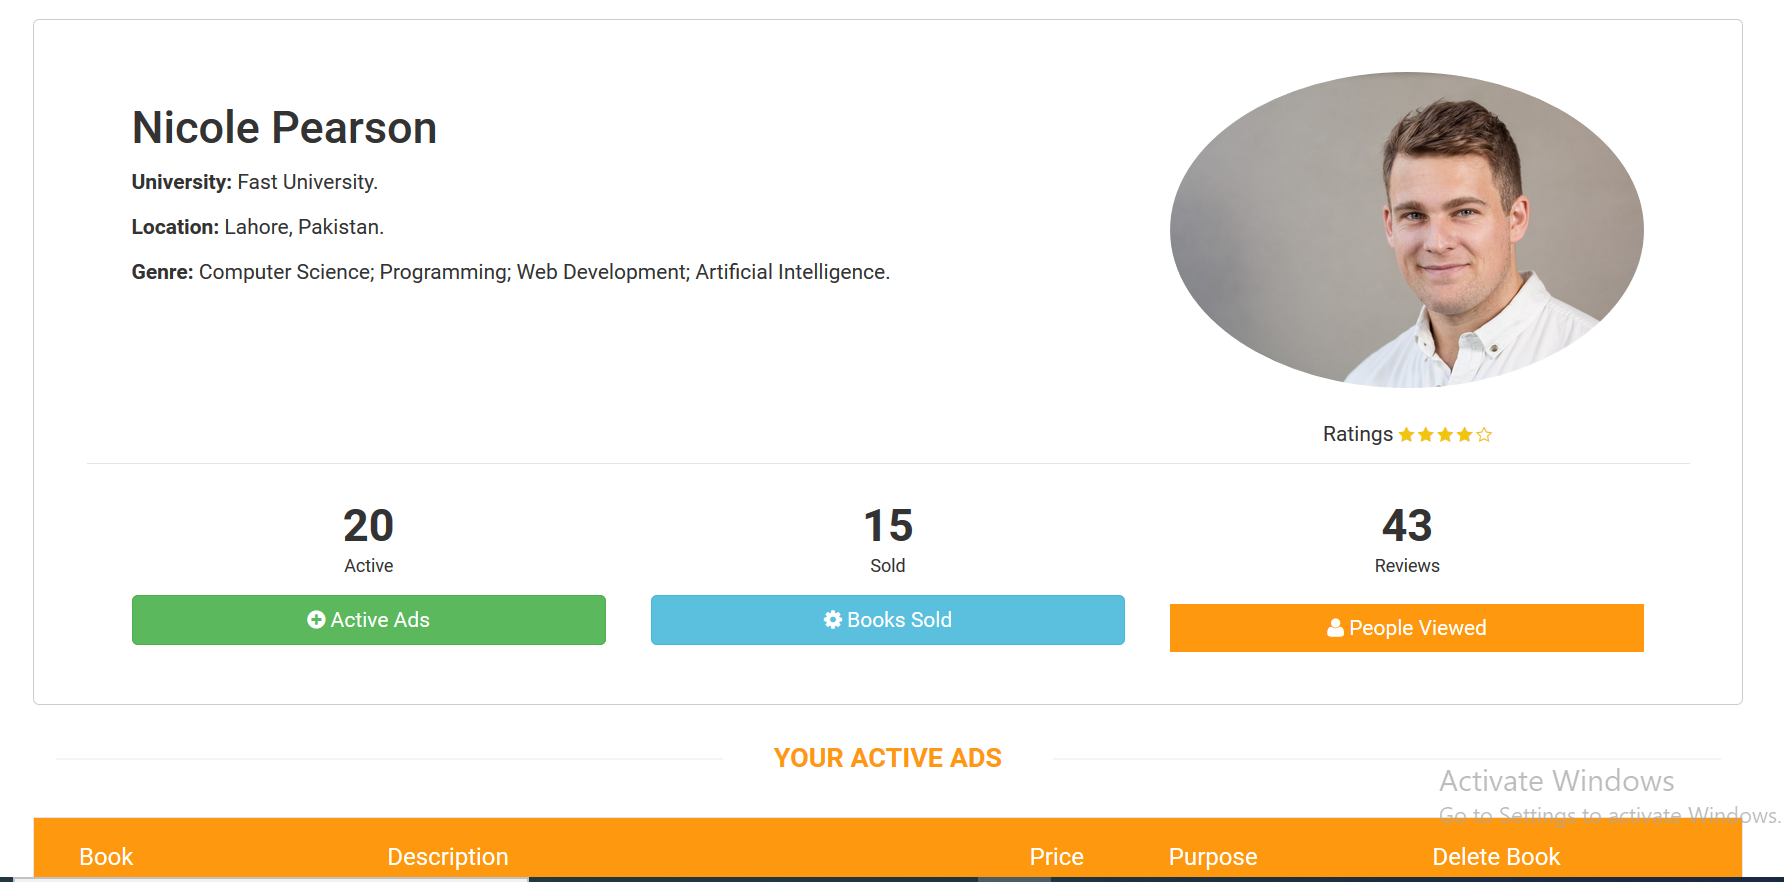 Nicole Pearson
University: Fast University.
Location: Lahore, Pakistan.
Genre: Computer Science; Programming; Web Development; Artificial Intelligence.
Ratings
20
Active
Active Ads
15
Sold
Books Sold
43
Reviews
People Viewed
YOUR ACTIVE ADS
Activate Windows
Go to Settings to activate Windows.
Book Description Price Purpose Delete Book